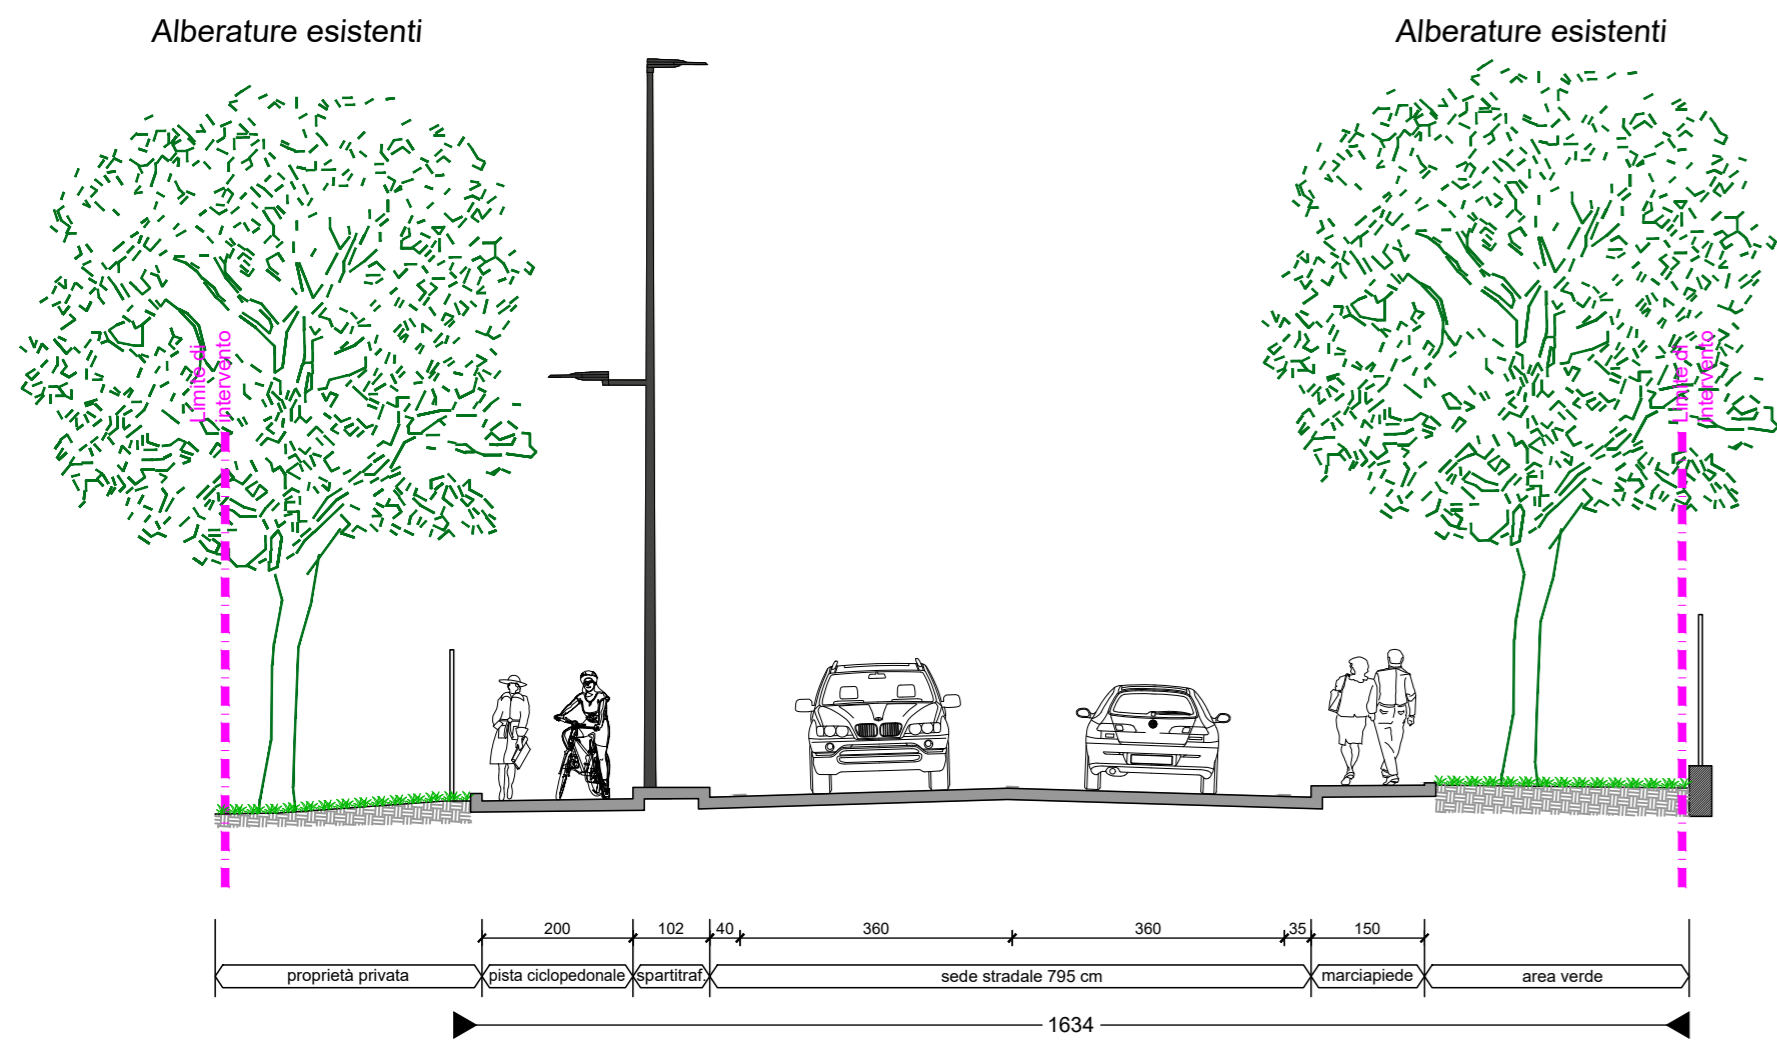 Alberature esistenti
Alberature esistenti
Limite di
intervento
Limite di
intervento
200
102
40
360
360
35
150
proprietà privata
pista ciclopedonale
spartitraf.
sede stradale 795 cm
marciapiede
area verde
1634